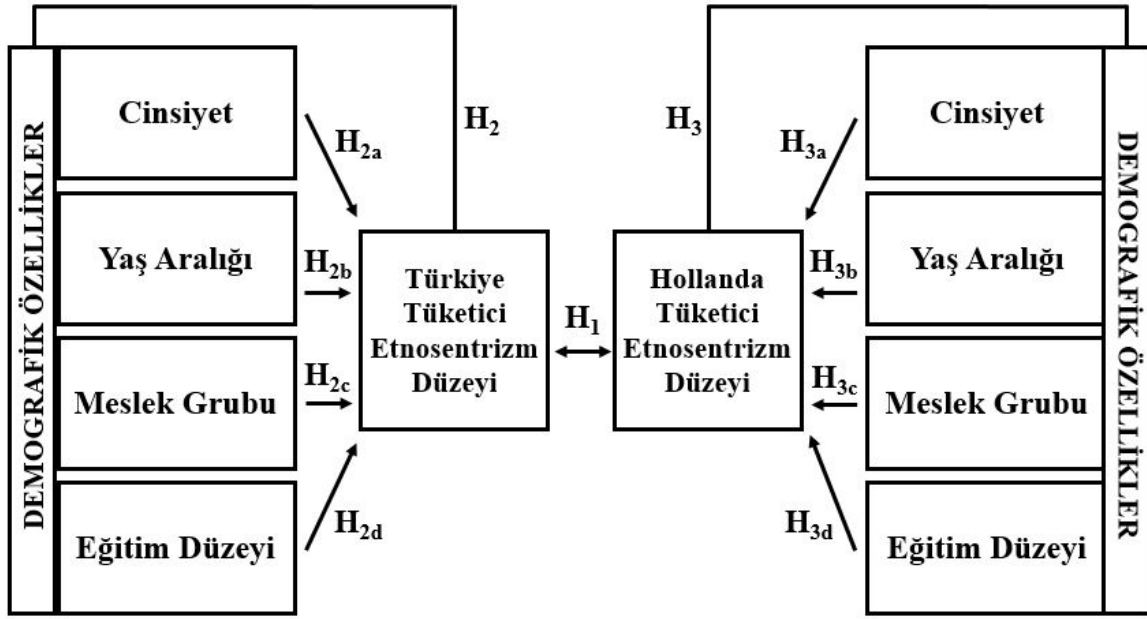 DEMOGRAFİK ÖZELLİKLER
Cinsiyet
Yaş Aralığı
Meslek Grubu
Eğitim Düzeyi
H2a
H2b
H2c
H2d
H2
Türkiye
Tüketici
Etnosentrizm
Düzeyi
H1
H3
Hollanda
Tüketici
Etnosentrizm
Düzeyi
H3a
H3b
H3c
H3d
Cinsiyet
Yaş Aralığı
Meslek Grubu
Eğitim Düzeyi
DEMOGRAFİK ÖZELLİKLER